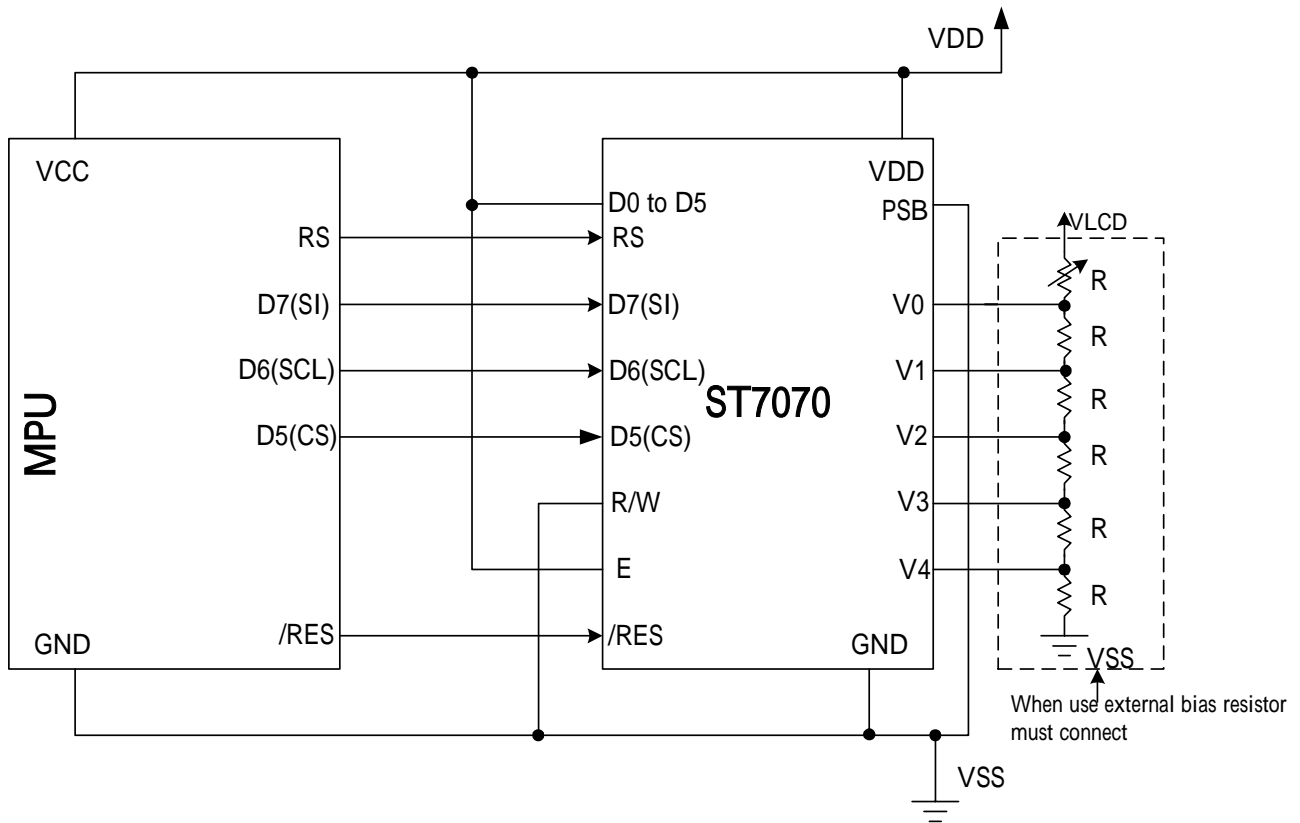 VDD
VCC
VDD
D0 to D5
PSB
RS
RS
VLCD
R
D7(SI)
D7(SI)
V0
R
D6(SCL)
D6(SCL)
V1
ST7070
R
MPU
D5(CS)
D5(CS)
V2
R
R/W
V3
R
E
V4
R
/RES
/RES
GND
GND
VSS
When use external bias resistor
must connect
VSS